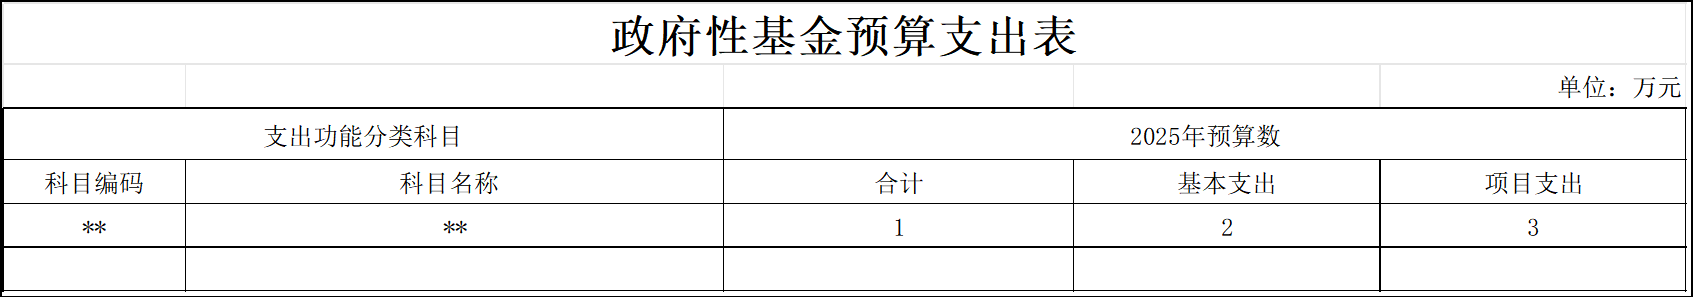 政府性基金预算支出表
单位：万元
支出功能分类科目 2025年预算数
科目编码 科目名称 合计 基本支出 项目支出
** ** 1 2 3